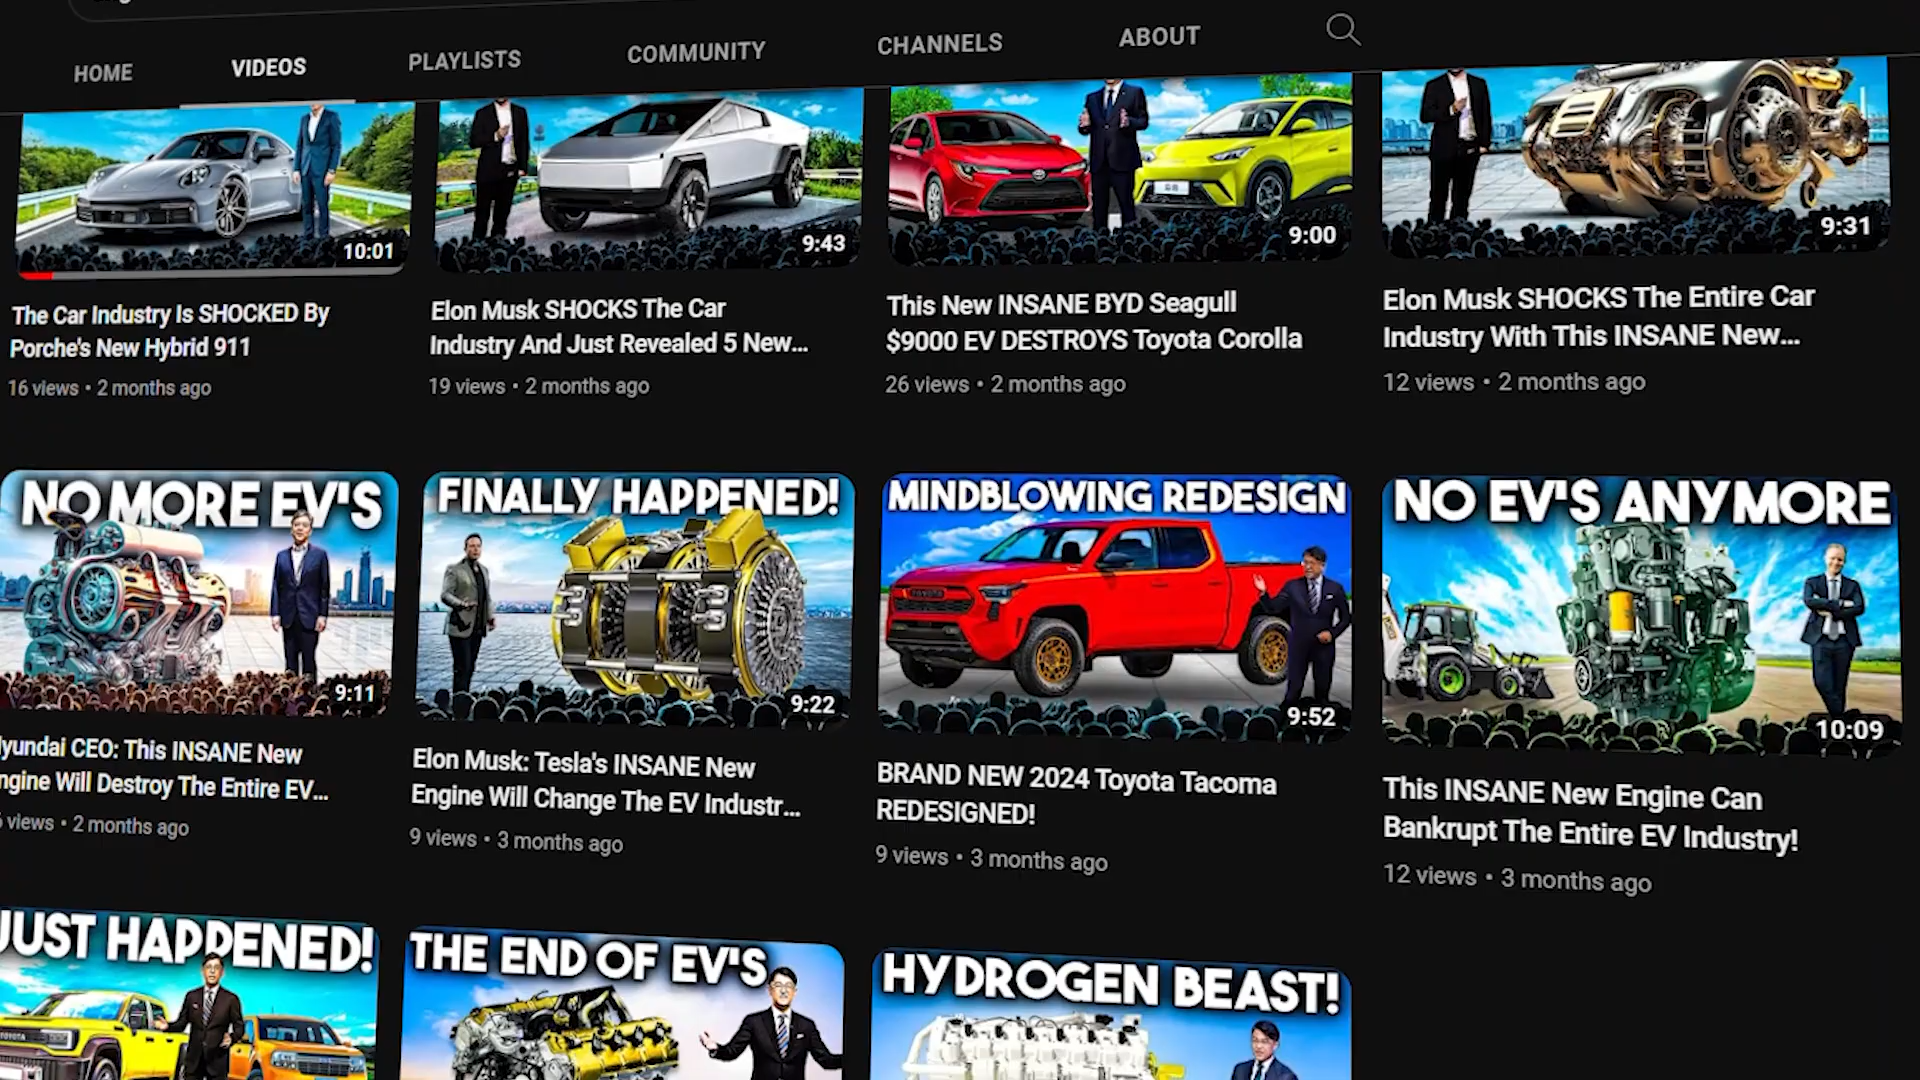 HOME
VIDEOS
PLAYLISTS
COMMUNITY
CHANNELS
ABOUT
10:01
The Car Industry Is SHOCKED By
Porche's New Hybrid 911
16 views • 2 months ago
9:43
Elon Musk SHOCKS The Car
Industry And Just Revealed 5 New...
19 views • 2 months ago
9:00
This New INSANE BYD Seagull
$9000 EV DESTROYS Toyota Corolla
26 views • 2 months ago
9:31
Elon Musk SHOCKS The Entire Car
Industry With This INSANE New...
12 views • 2 months ago
NO MORE EV'S
9:11
yundai CEO: This INSANE New
ngine Will Destroy The Entire EV...
views • 2 months ago
FINALLY HAPPENED!
9:22
Elon Musk: Tesla's INSANE New
Engine Will Change The EV Industr...
9 views • 3 months ago
MINDBLOWING REDESIGN
9:52
BRAND NEW 2024 Toyota Tacoma
REDESIGNED!
9 views • 3 months ago
NO EV'S ANYMORE
10:09
This INSANE New Engine Can
Bankrupt The Entire EV Industry!
12 views • 3 months ago
JUST HAPPENED!
TOYOTA
THE END OF EV'S
HYDROGEN BEAST!